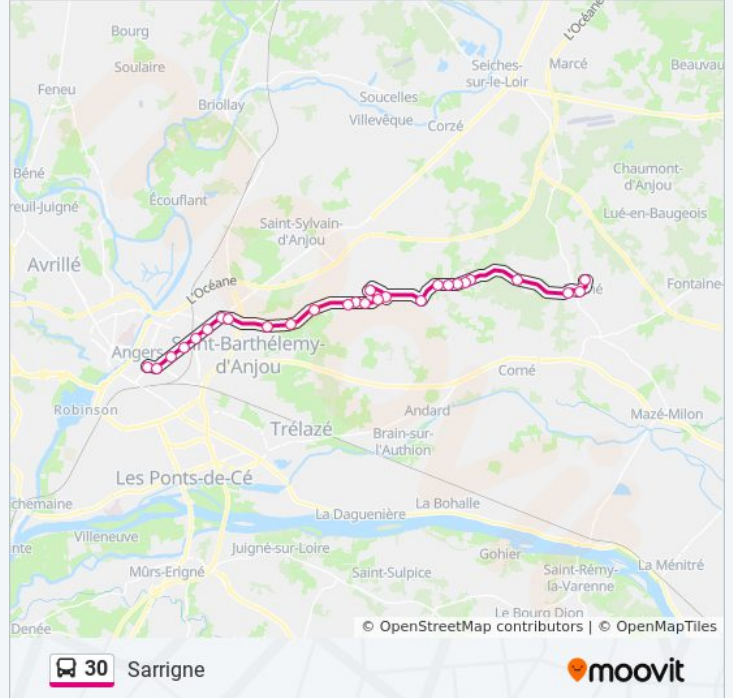 Bourg
L'Océane
Soulaire
Seiches-
sur-le-Loir
Marcé
Beauvau
Feneu
Briollay
Soucelles
Villevêque
Corzé
Béné
reuil-Juigné
Écouflant
Chaumont-
d'Anjou
Saint-Sylvain-
d'Anjou
Lué-en-Baugeois
Avrillé
L'Océane
né
Fontaine-
Angers
Saint-Barthélemy-
d'Anjou
Corné
Robinson
Andard
Mazé-Milon
Trélazé
Brain-sur-
l'Authion
Les Ponts-de-Cé
chemaine
La Daguenière
La Bohalle
nte
Villeneuve
Juigné-sur-Loire
Gohier
La Ménitré
Mûrs-Erigné
Saint-Sulpice
Saint-Rémy-
la-Varenne
Le Bourg Dion
Denée
© OpenStreetMap contributors | © OpenMapTiles
30 Sarrigne
moovit